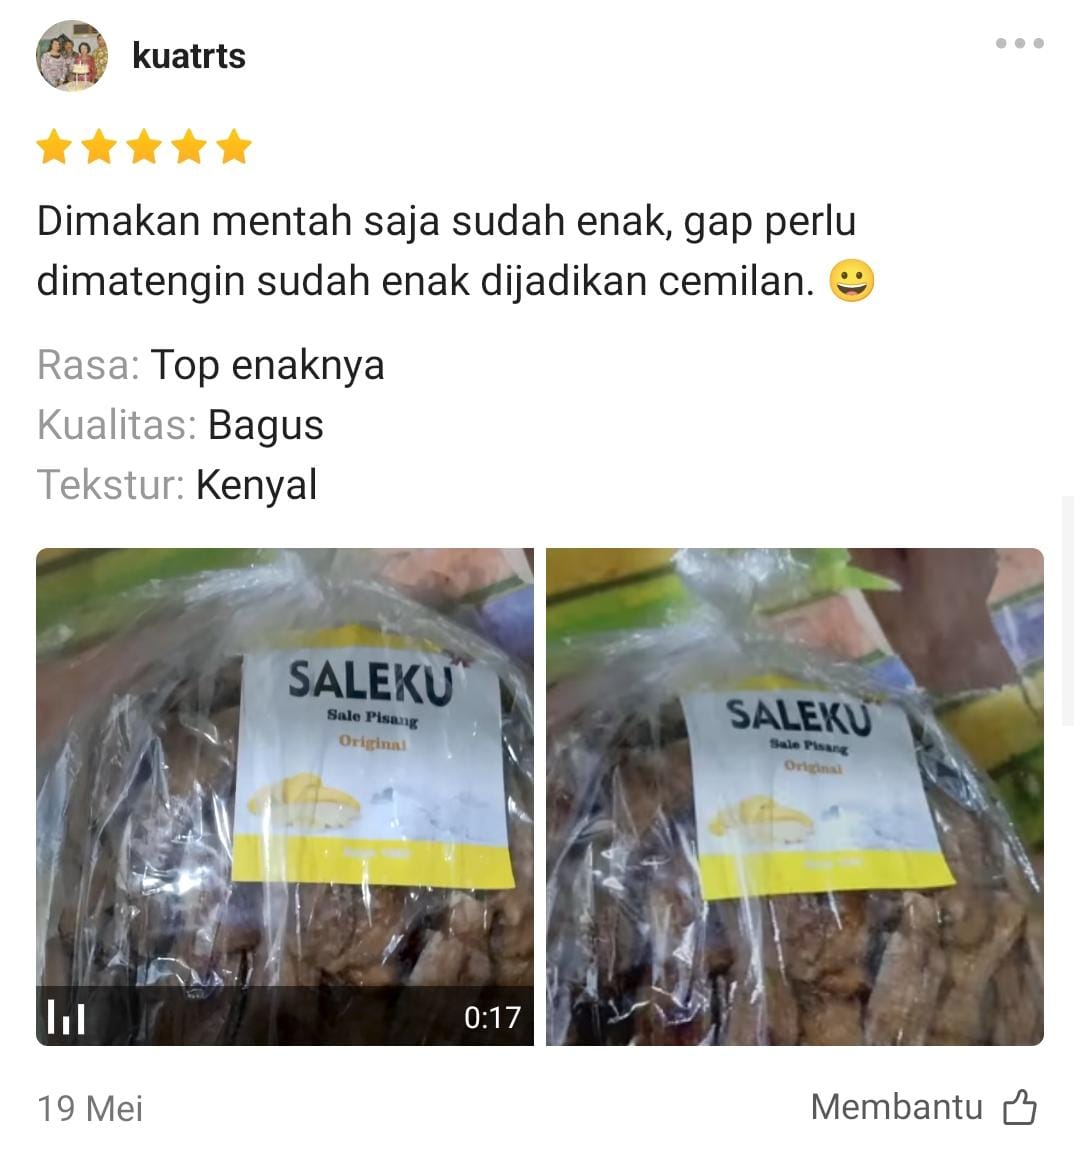 kuatrts
Dimakan mentah saja sudah enak, gap perlu
dimatengin sudah enak dijadikan cemilan. 😀
Rasa: Top enaknya
Kualitas: Bagus
Tekstur: Kenyal
SALEKU
Sale Pisang
Original
0:17
SALEKU
Sale Pisang
Original
19 Mei
Membantu